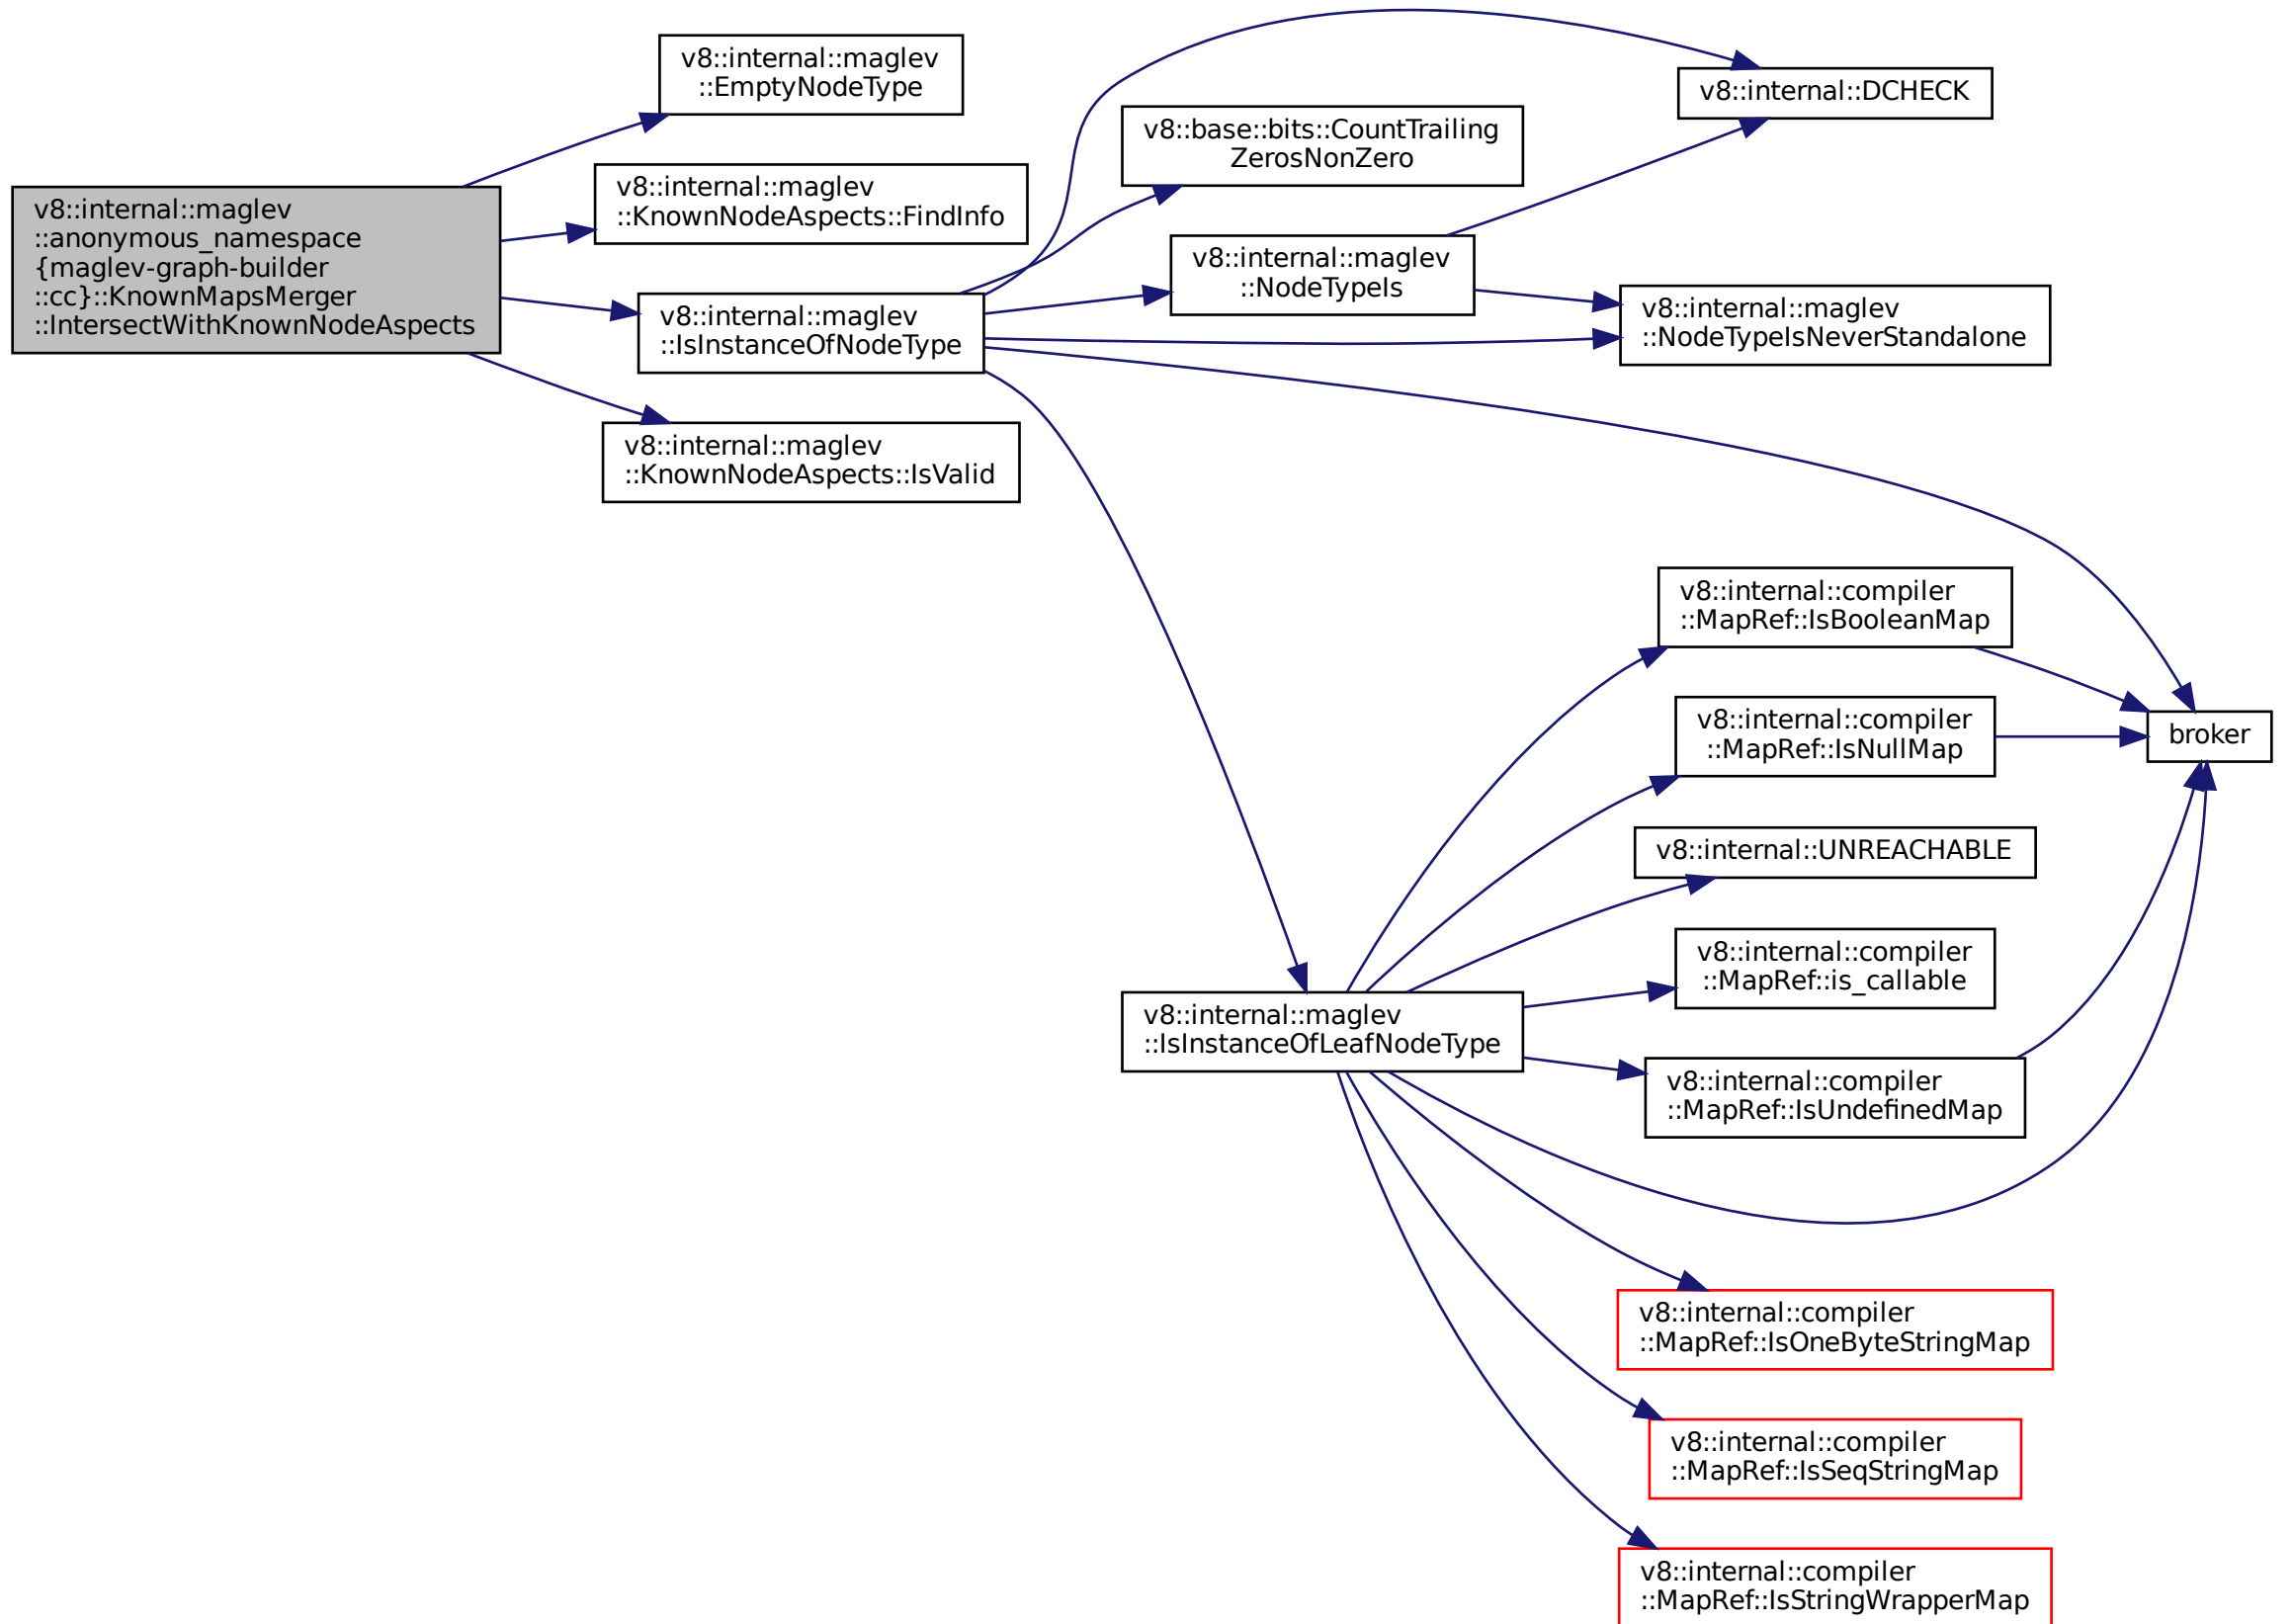 v8::internal::maglev
::anonymous_namespace
{maglev-graph-builder
::cc}::KnownMapsMerger
::IntersectWithKnownNodeAspects
v8::internal::maglev
::EmptyNodeType
v8::internal::maglev
::KnownNodeAspects::FindInfo
v8::internal::maglev
::IsInstanceOfNodeType
v8::internal::maglev
::KnownNodeAspects::IsValid
v8::base::bits::CountTrailing
ZerosNonZero
v8::internal::maglev
::NodeTypeIs
v8::internal::maglev
::IsInstanceOfLeafNodeType
v8::internal::DCHECK
v8::internal::maglev
::NodeTypeIsNeverStandalone
v8::internal::compiler
::MapRef::IsBooleanMap
v8::internal::compiler
::MapRef::IsNullMap
v8::internal::UNREACHABLE
v8::internal::compiler
::MapRef::is_callable
v8::internal::compiler
::MapRef::IsUndefinedMap
v8::internal::compiler
::MapRef::IsOneByteStringMap
v8::internal::compiler
::MapRef::IsSeqStringMap
v8::internal::compiler
::MapRef::IsStringWrapperMap
broker